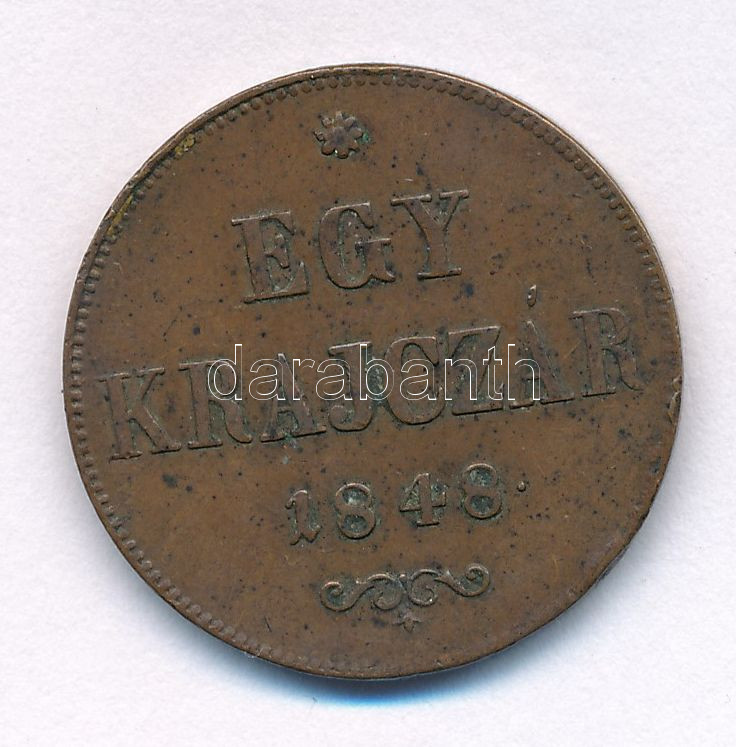 EGY
KRAJCZÁR
darabanth
1848.